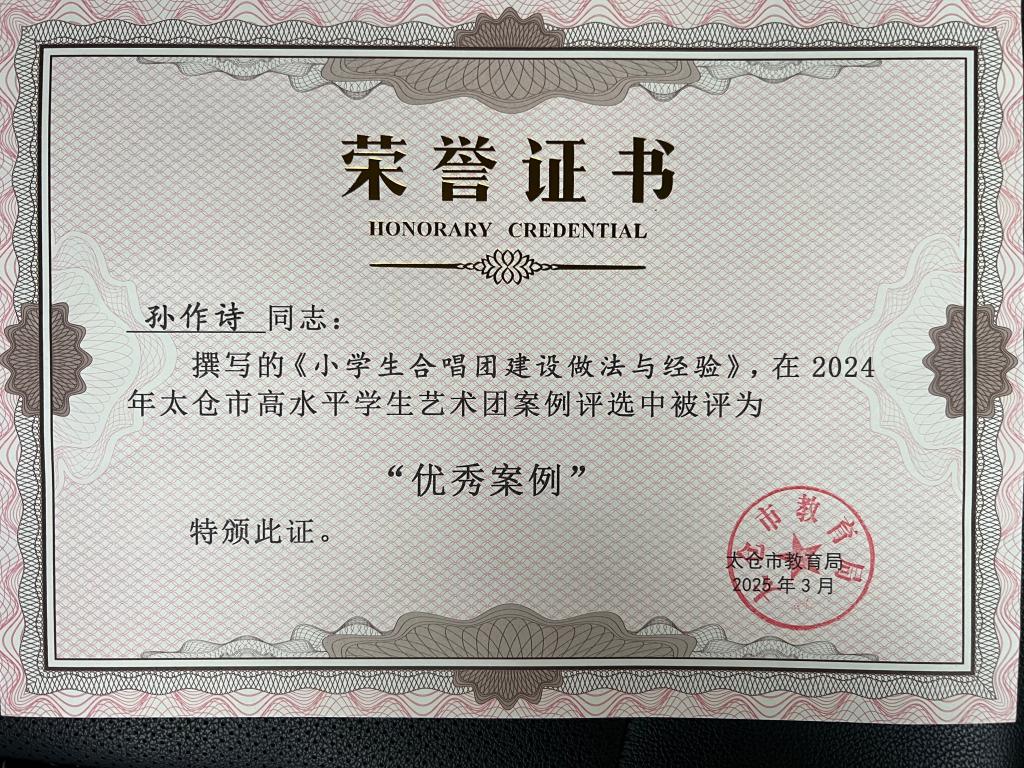 荣誉证书
HONORARY CREDENTIAL
孙作诗 同志：
撰写的《小学生合唱团建设做法与经验》，在 2024
年太仓市高水平学生艺术团案例评选中被评为
“优秀案例”
特颁此证。
太仓市教育局
太仓市教育局
2025 年 3 月